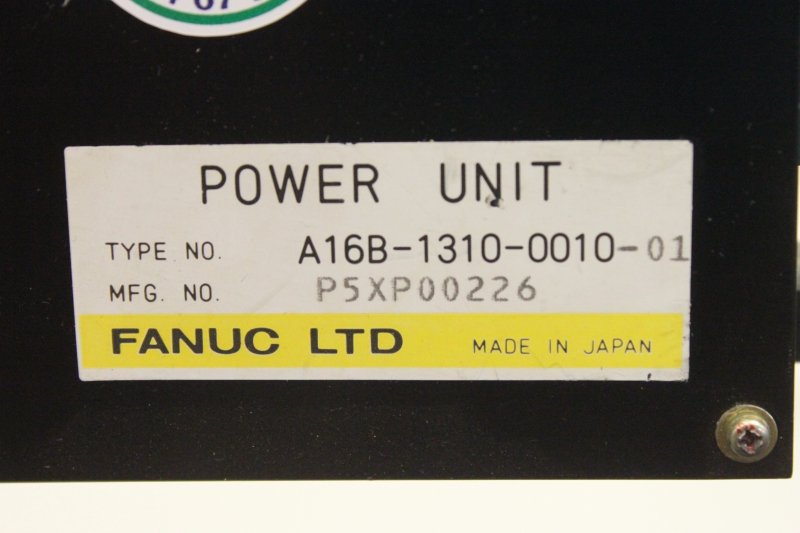 POWER UNIT
TYPE NO. A16B-1310-0010-01
MFG. NO. P5XP00226
FANUC LTD MADE IN JAPAN